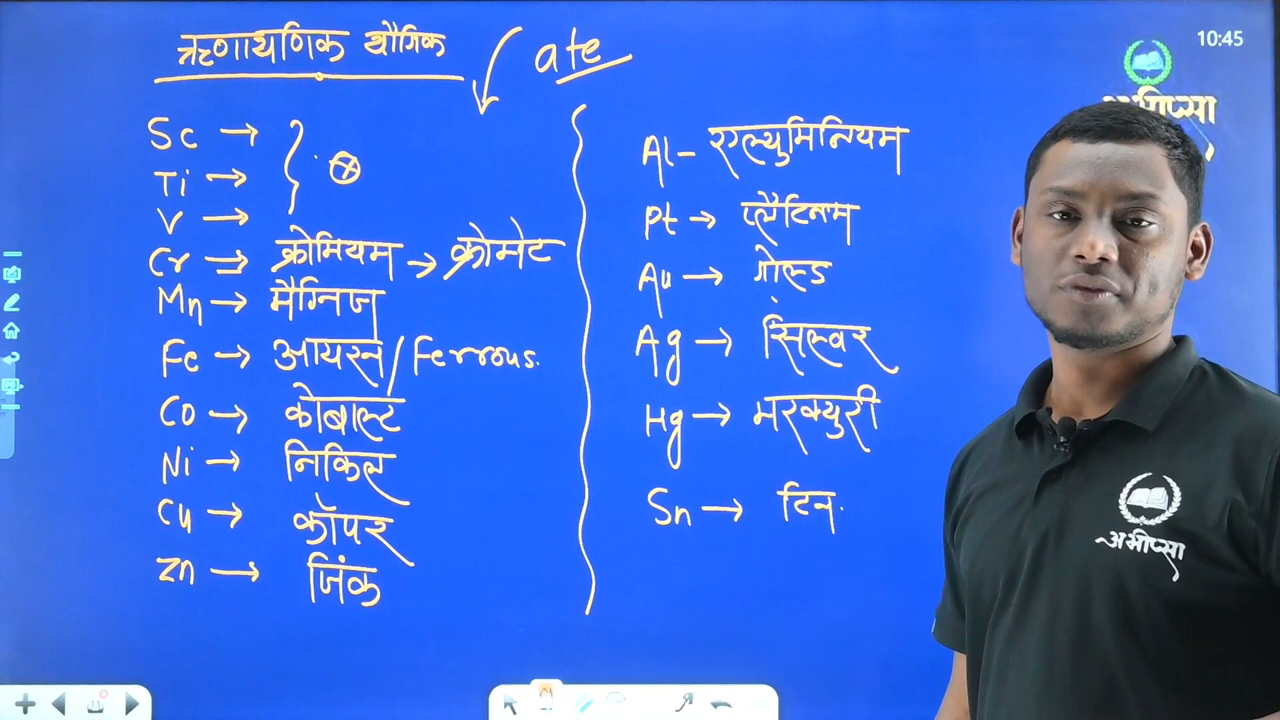 ऋणायणिक यौगिक
ate
10:45
अभीप्सा
Sc →
Ti → ⊗
V →
Cr → क्रोमियम → क्रोमेट
Mn → मैग्निज
Fe → आयरन / Ferrous.
Co → कोबाल्ट
Ni → निकिल
Cu → कॉपर
Zn → जिंक
Al - एल्युमिनियम
Pt → प्लैटिनम
Au → गोल्ड
Ag → सिल्वर
Hg → मरक्युरी
Sn → टिन.
अभीप्सा